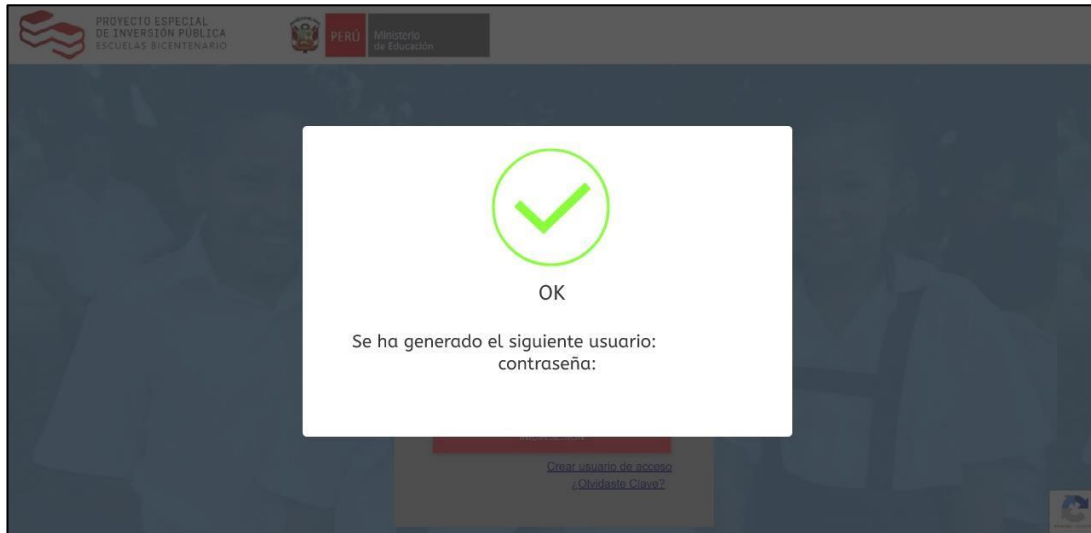 PROYECTO ESPECIAL
DE INVERSIÓN PÚBLICA
ESCUELAS BICENTENARIO
PERÚ
Ministerio
de Educación
OK
Se ha generado el siguiente usuario:
contraseña:
Crear usuario de acceso
¿Olvidaste Clave?